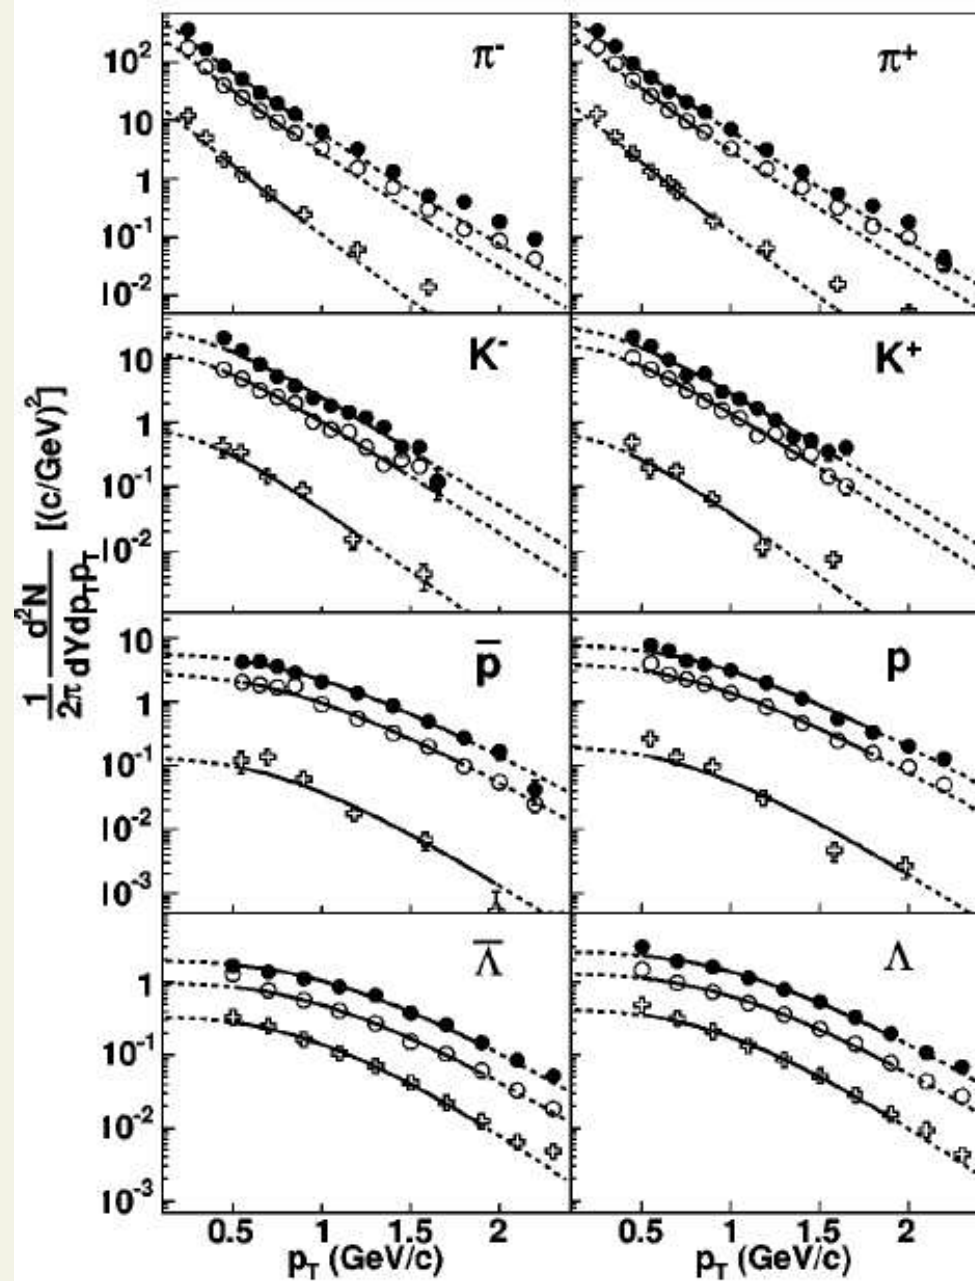 π⁻ π⁺
10²
10
1
10⁻¹
10⁻²
K⁻ K⁺
10
1
10⁻¹
10⁻²
1/2π d²N/dYdp_Tp_T [(c/GeV)²]
p̅ p
10
1
10⁻¹
10⁻²
10⁻³
Λ̅ Λ
1
10⁻¹
10⁻²
10⁻³
0.5 1 1.5 2 0.5 1 1.5 2
p_T (GeV/c) p_T (GeV/c)